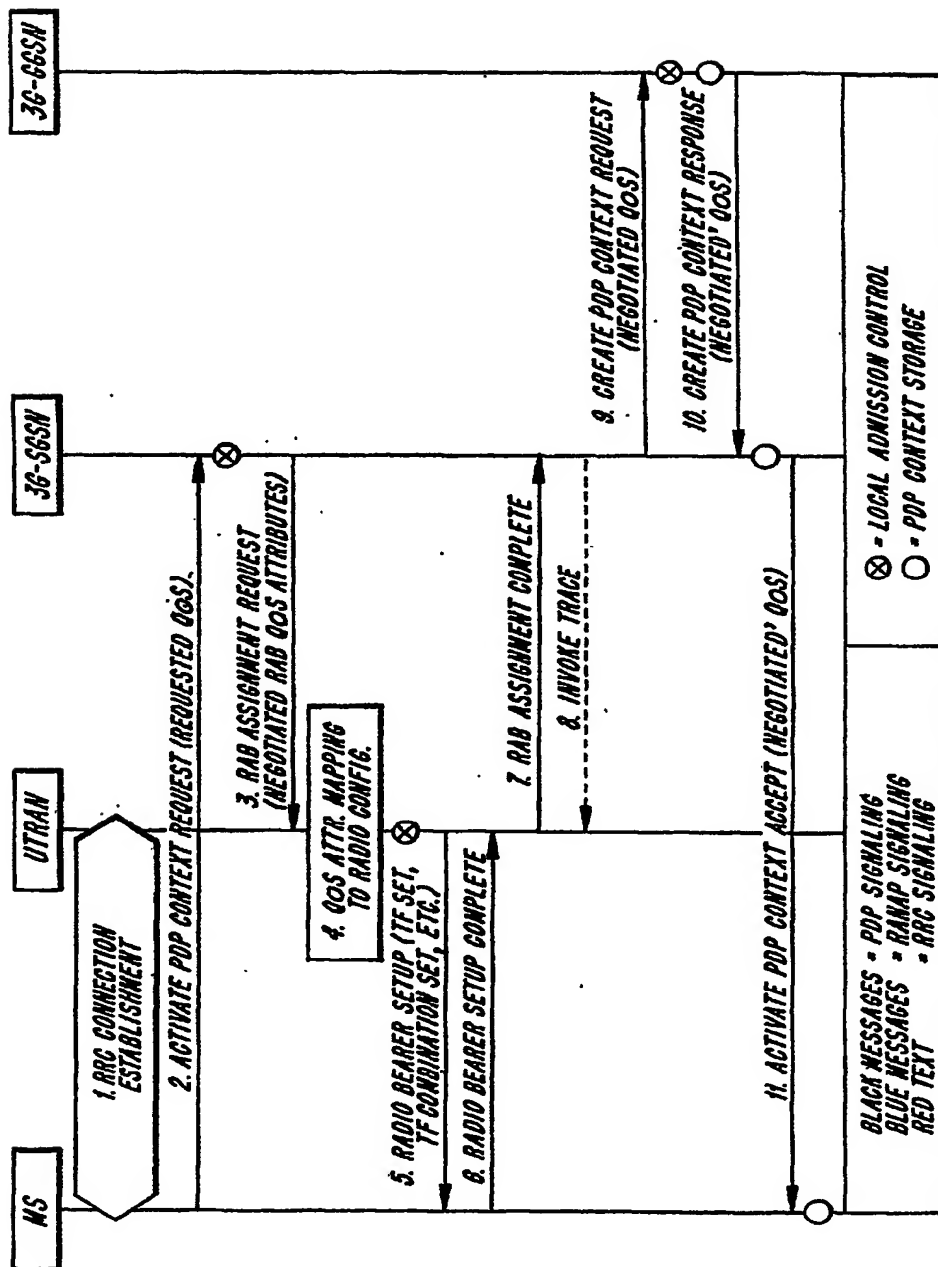 MS
UTRAN
3G-SGSN
3G-GGSN
1. RRC CONNECTION
ESTABLISHMENT
2. ACTIVATE PDP CONTEXT REQUEST (REQUESTED QOS).
3. RAB ASSIGNMENT REQUEST
(NEGOTIATED RAB QOS ATTRIBUTES)
4. QOS ATTR. MAPPING
TO RADIO CONFIG.
5. RADIO BEARER SETUP (TF SET,
TF COMBINATION SET, ETC.)
6. RADIO BEARER SETUP COMPLETE
7. RAB ASSIGNMENT COMPLETE
8. INVOKE TRACE
9. CREATE PDP CONTEXT REQUEST
(NEGOTIATED QOS)
10. CREATE PDP CONTEXT RESPONSE
(NEGOTIATED' QOS)
11. ACTIVATE PDP CONTEXT ACCEPT (NEGOTIATED' QOS)
BLACK MESSAGES = PDP SIGNALING
BLUE MESSAGES = RANAP SIGNALING
RED TEXT = RRC SIGNALING
⊗ = LOCAL ADMISSION CONTROL
○ = PDP CONTEXT STORAGE